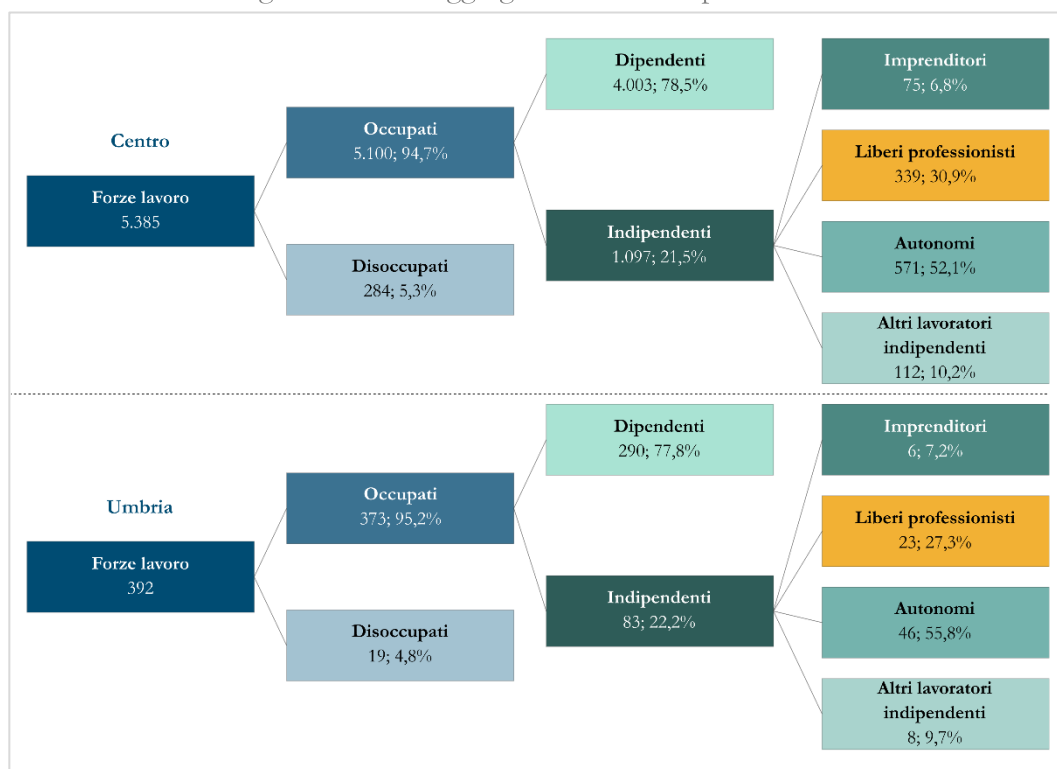 Centro
Forze lavoro
5.385
Occupati
5.100; 94,7%
Disoccupati
284; 5,3%
Dipendenti
4.003; 78,5%
Indipendenti
1.097; 21,5%
Imprenditori
75; 6,8%
Liberi professionisti
339; 30,9%
Autonomi
571; 52,1%
Altri lavoratori
indipendenti
112; 10,2%
Umbria
Forze lavoro
392
Occupati
373; 95,2%
Disoccupati
19; 4,8%
Dipendenti
290; 77,8%
Indipendenti
83; 22,2%
Imprenditori
6; 7,2%
Liberi professionisti
23; 27,3%
Autonomi
46; 55,8%
Altri lavoratori
indipendenti
8; 9,7%